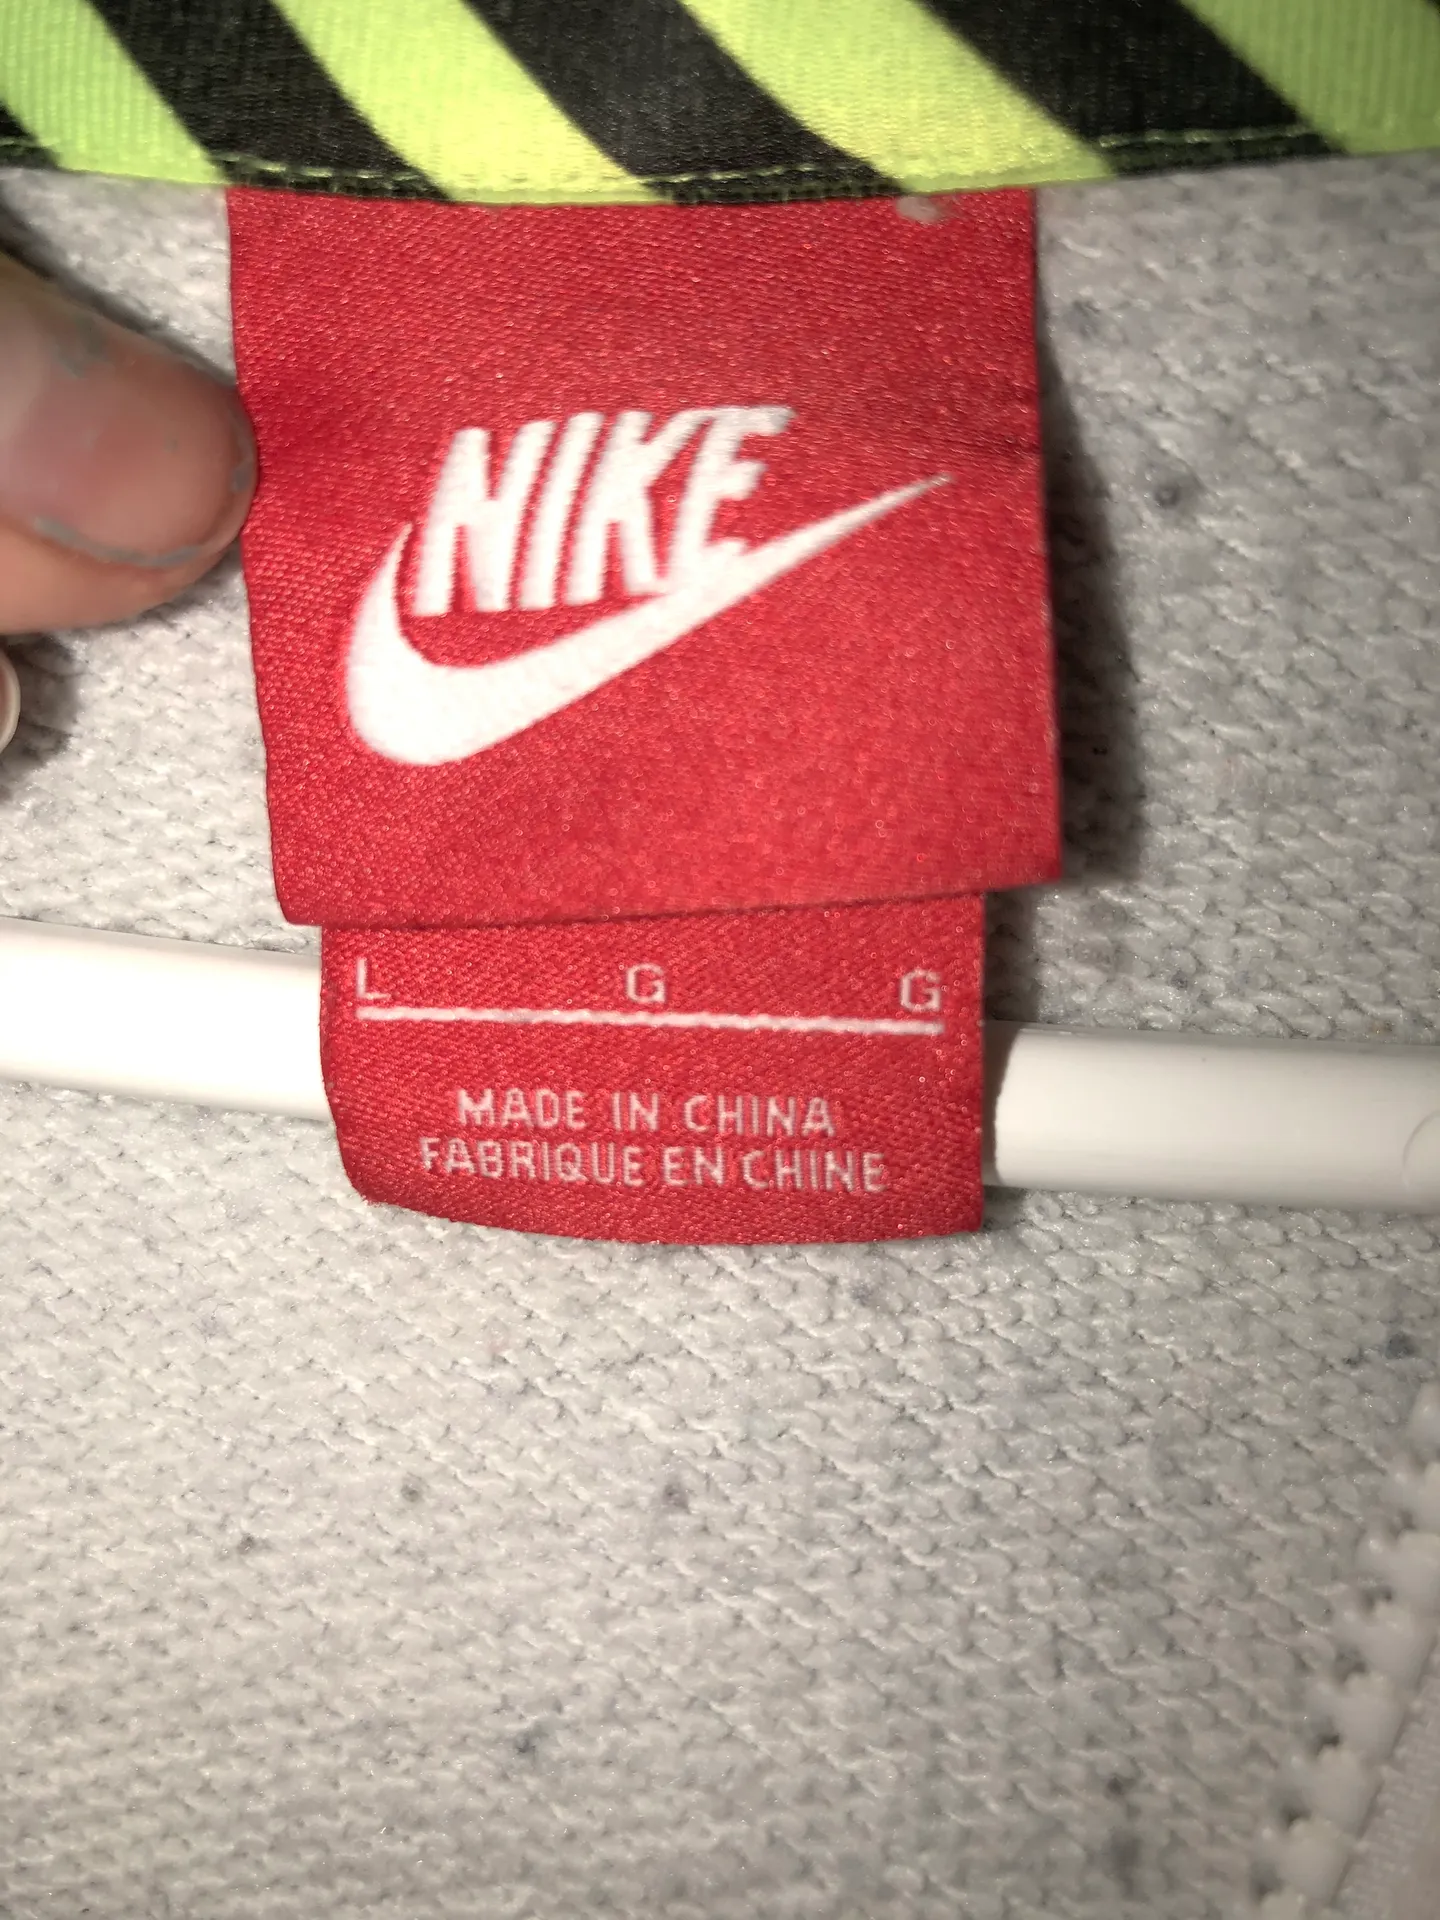 NIKE
L G G
MADE IN CHINA
FABRIQUE EN CHINE